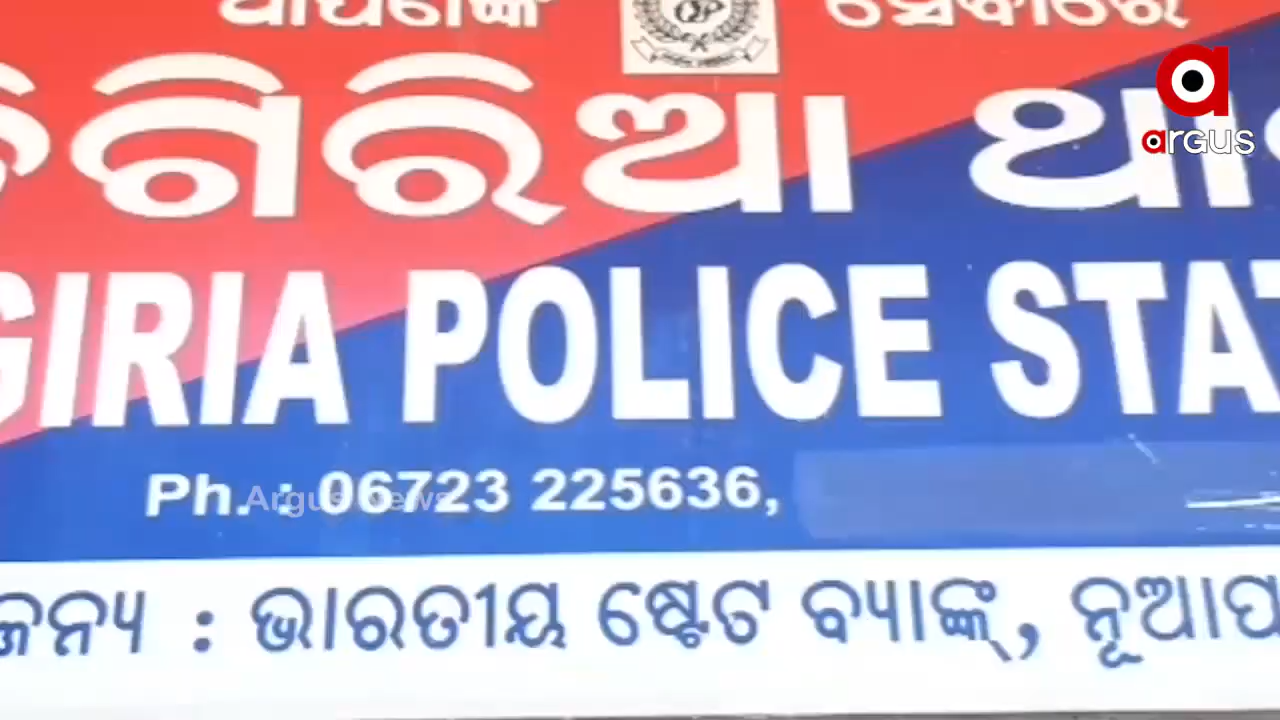 ଆପଣଙ୍କ ସେବାରେ
ଗିରିଆ ଥା
GIRIA POLICE STAT
Ph. : 06723 225636,
ଜନ୍ୟ : ଭାରତୀୟ ଷ୍ଟେଟ ବ୍ୟାଙ୍କ୍, ନୂଆପ
argus
Argus News